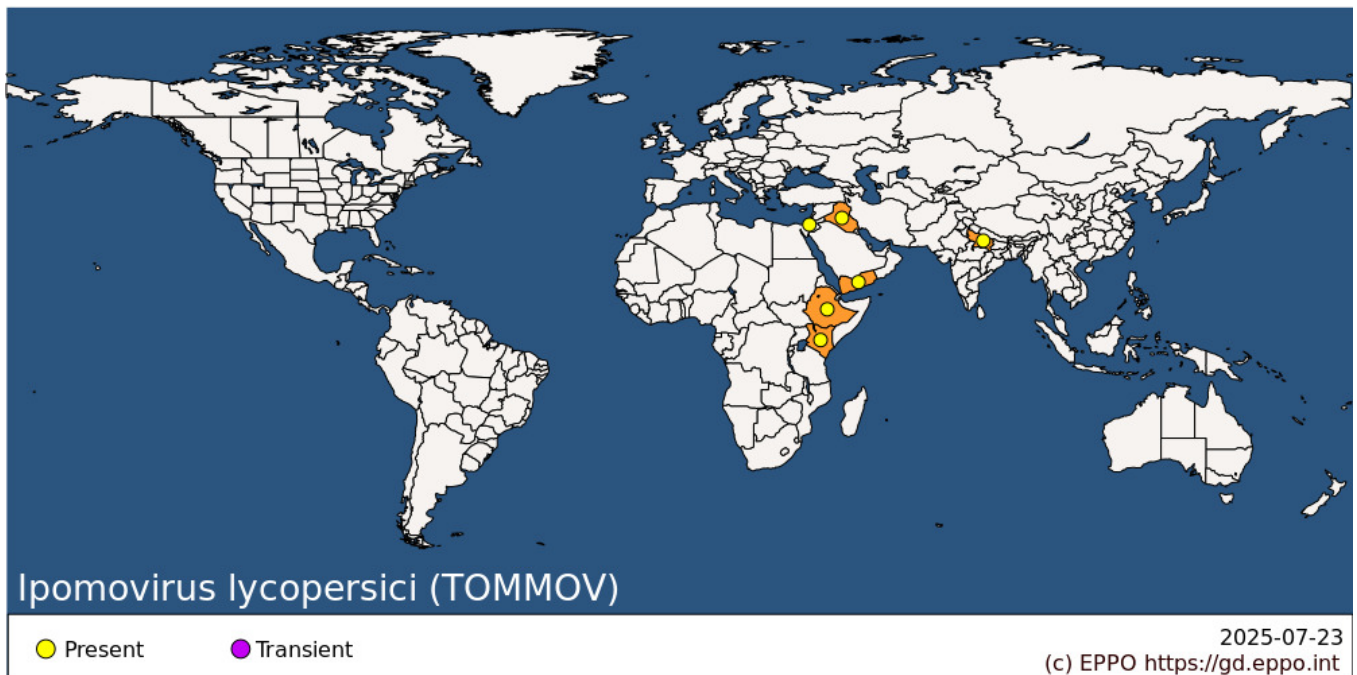 Ipomovirus lycopersici (TOMMOV)
Present
Transient
2025-07-23
(c) EPPO https://gd.eppo.int